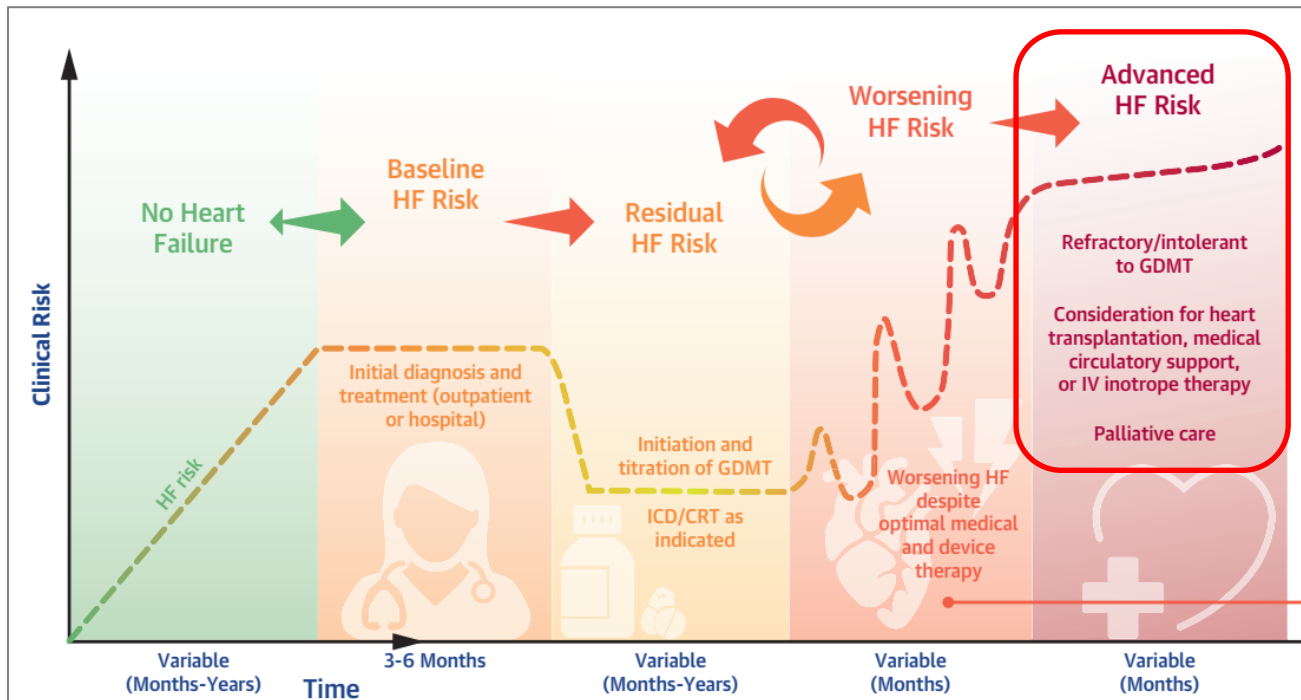 Clinical Risk
No Heart
Failure
HF risk
Baseline
HF Risk
Initial diagnosis and
treatment (outpatient
or hospital)
Residual
HF Risk
Initiation and
titration of GDMT
ICD/CRT as
indicated
Worsening
HF Risk
Worsening HF
despite
optimal medical
and device
therapy
Advanced
HF Risk
Refractory/intolerant
to GDMT
Consideration for heart
transplantation, medical
circulatory support,
or IV inotrope therapy
Palliative care
Variable
(Months-Years)
Time
3-6 Months
Variable
(Months-Years)
Variable
(Months)
Variable
(Months)